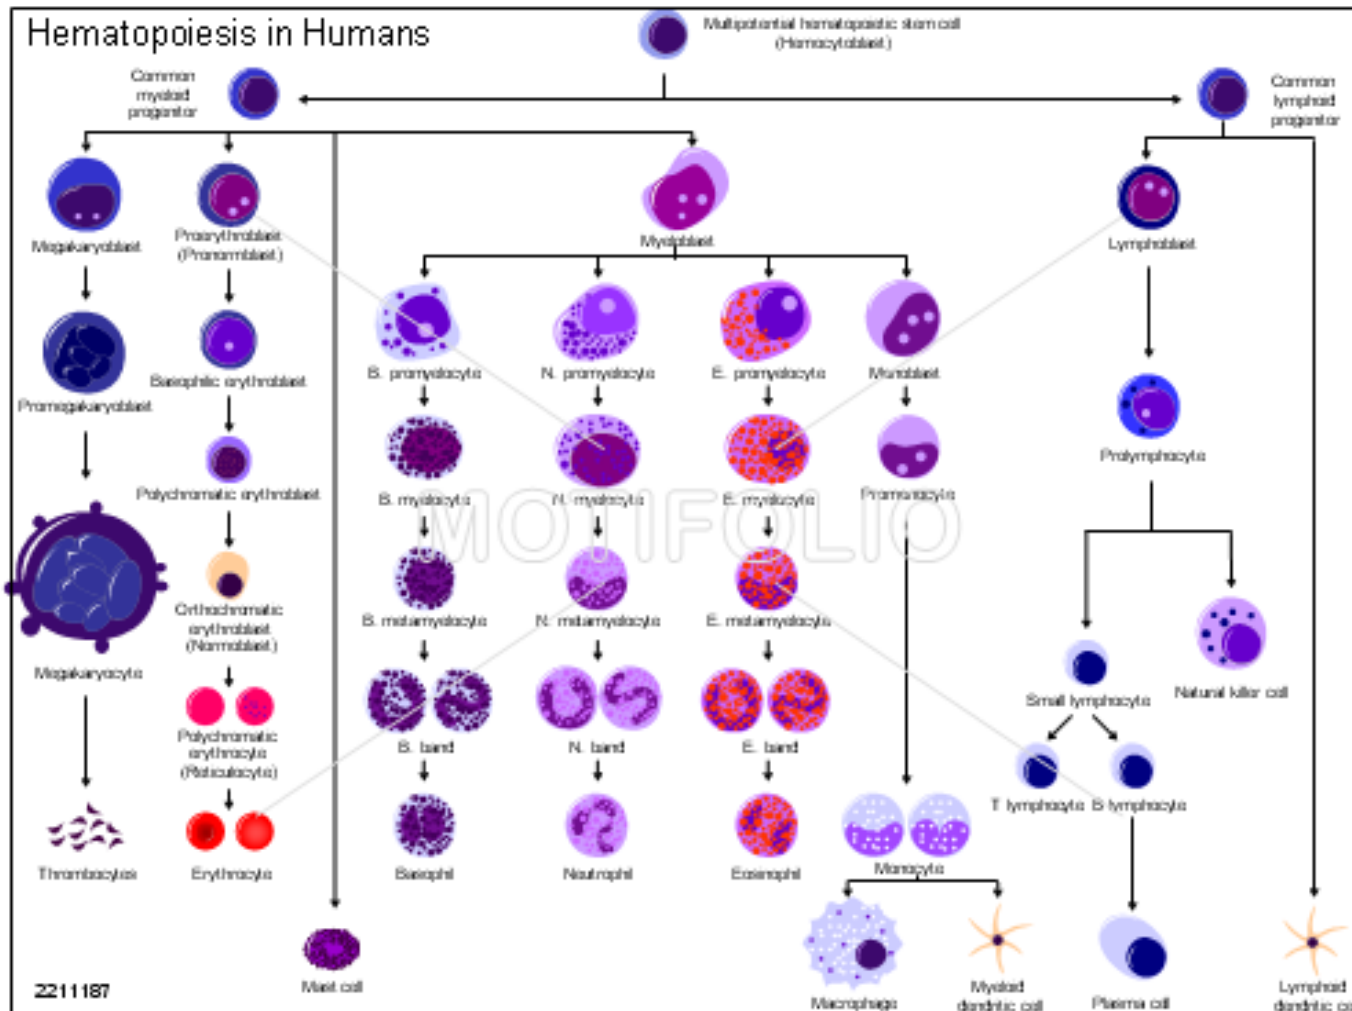 Hematopoiesis in Humans
Multipotential hematopoietic stem cell
(Hemocytoblast)
Common
myeloid
progenitor
Common
lymphoid
progenitor
Megakaryoblast
Proerythroblast
(Pronormblast)
Myeloblast
Lymphoblast
B. promyelocyte
N. promyelocyte
E. promyelocyte
Monoblast
Basophilic erythroblast
Promegakaryoblast
Prolymphocyte
Polychromatic erythroblast
B. myelocyte
N. myelocyte
E. myelocyte
Promonocyte
MOTIFOLIO
Orthochromatic
erythroblast
(Normoblast)
B. metamyelocyte
N. metamyelocyte
E. metamyelocyte
Megakaryocyte
Small lymphocyte
Natural killer cell
Polychromatic
erythrocyte
(Reticulocyte)
B. band
N. band
E. band
T lymphocyte
B lymphocyte
Thrombocytes
Erythrocyte
Basophil
Neutrophil
Eosinophil
Monocyte
Mast cell
Macrophage
Myeloid
dendritic cell
Plasma cell
Lymphoid
dendritic ce
2211187